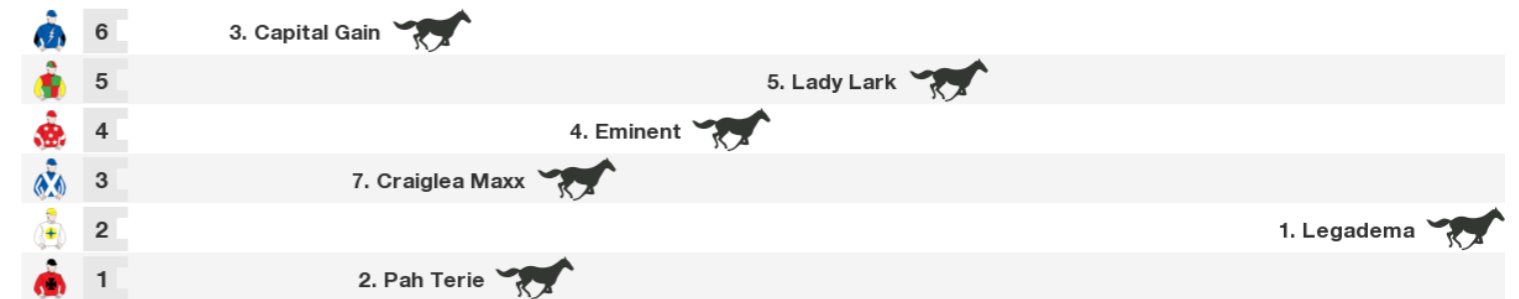 6 3. Capital Gain
5 5. Lady Lark
4 4. Eminent
3 7. Craiglea Maxx
2 1. Legadema
1 2. Pah Terie